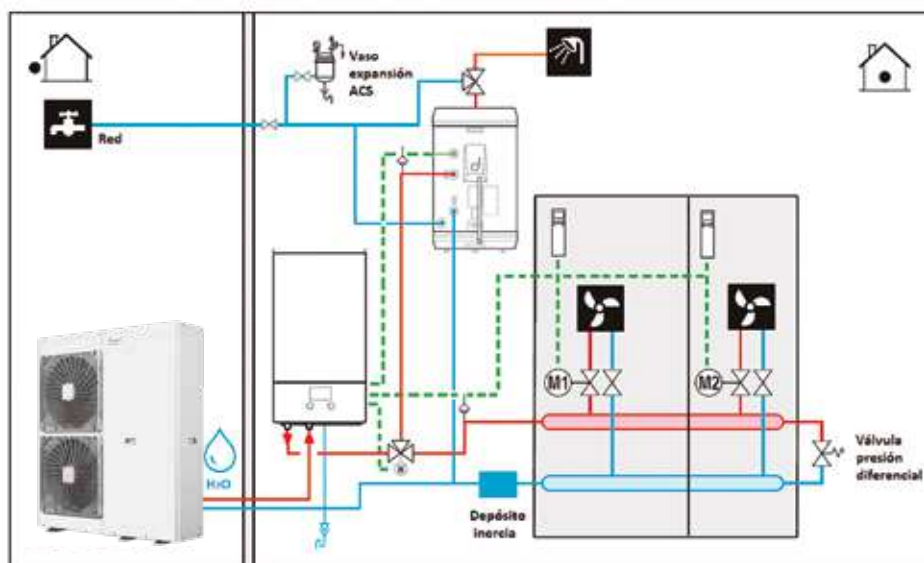 Vaso
expansión
ACS
Red
M1
M2
H2O
Válvula
presión
diferencial
Depósito
inercia